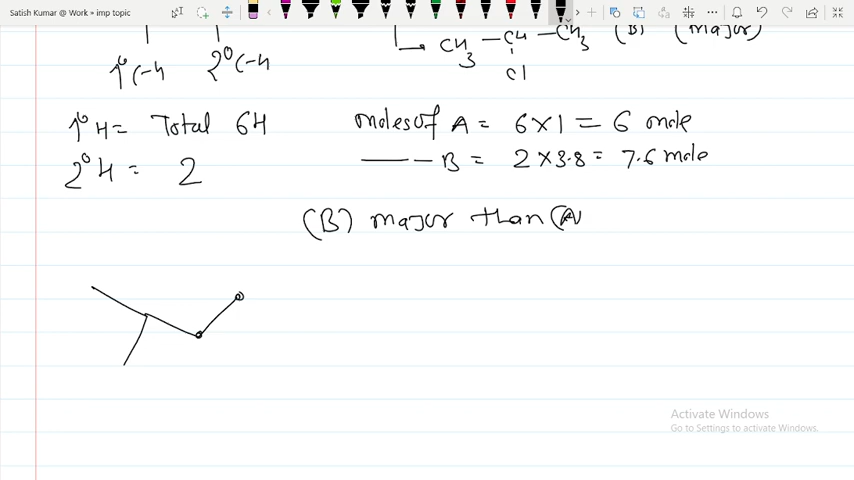 Satish Kumar @ Work » imp topic
CH3 – CH – CH3 (B) (major)
Cl
1° C–H 2° C–H
1° H = Total 6H
moles of A = 6 × 1 = 6 mole
2° H = 2
—— – B = 2 × 3.8 = 7.6 mole
(B) major than (A)
Activate Windows
Go to Settings to activate Windows.